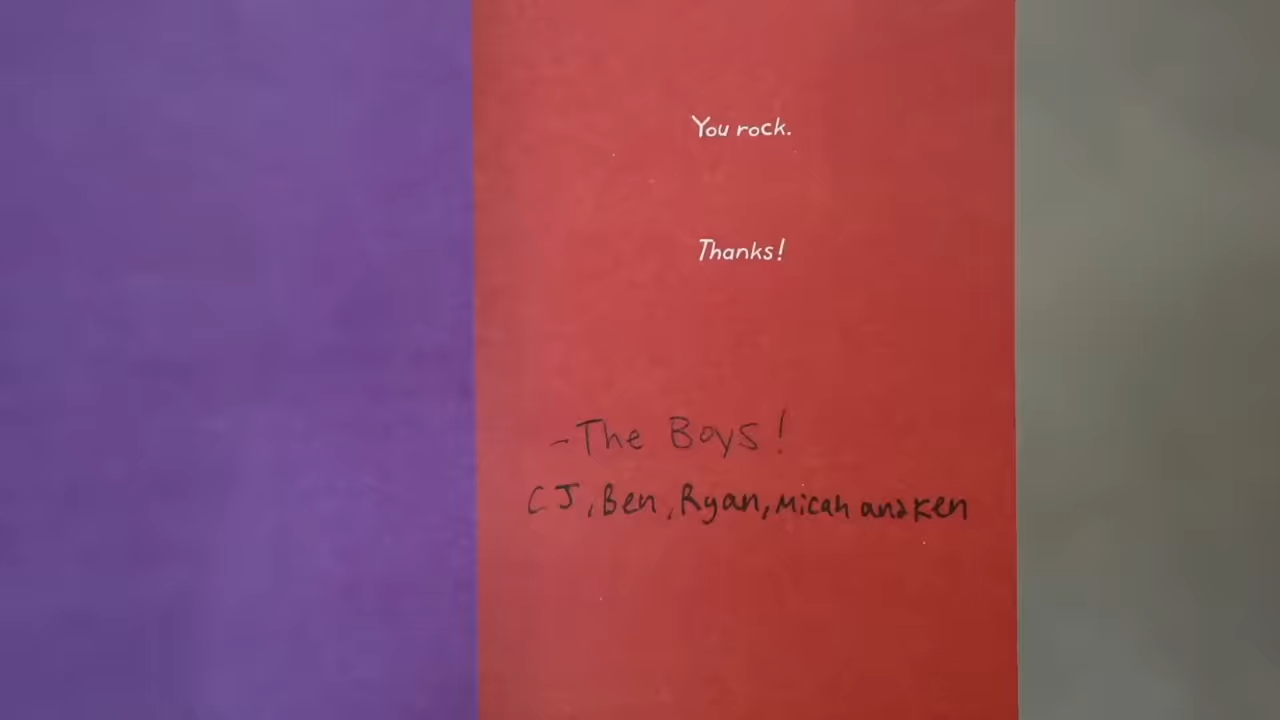 You rock.
Thanks!
- The Boys!
CJ, Ben, Ryan, Micah and Ken